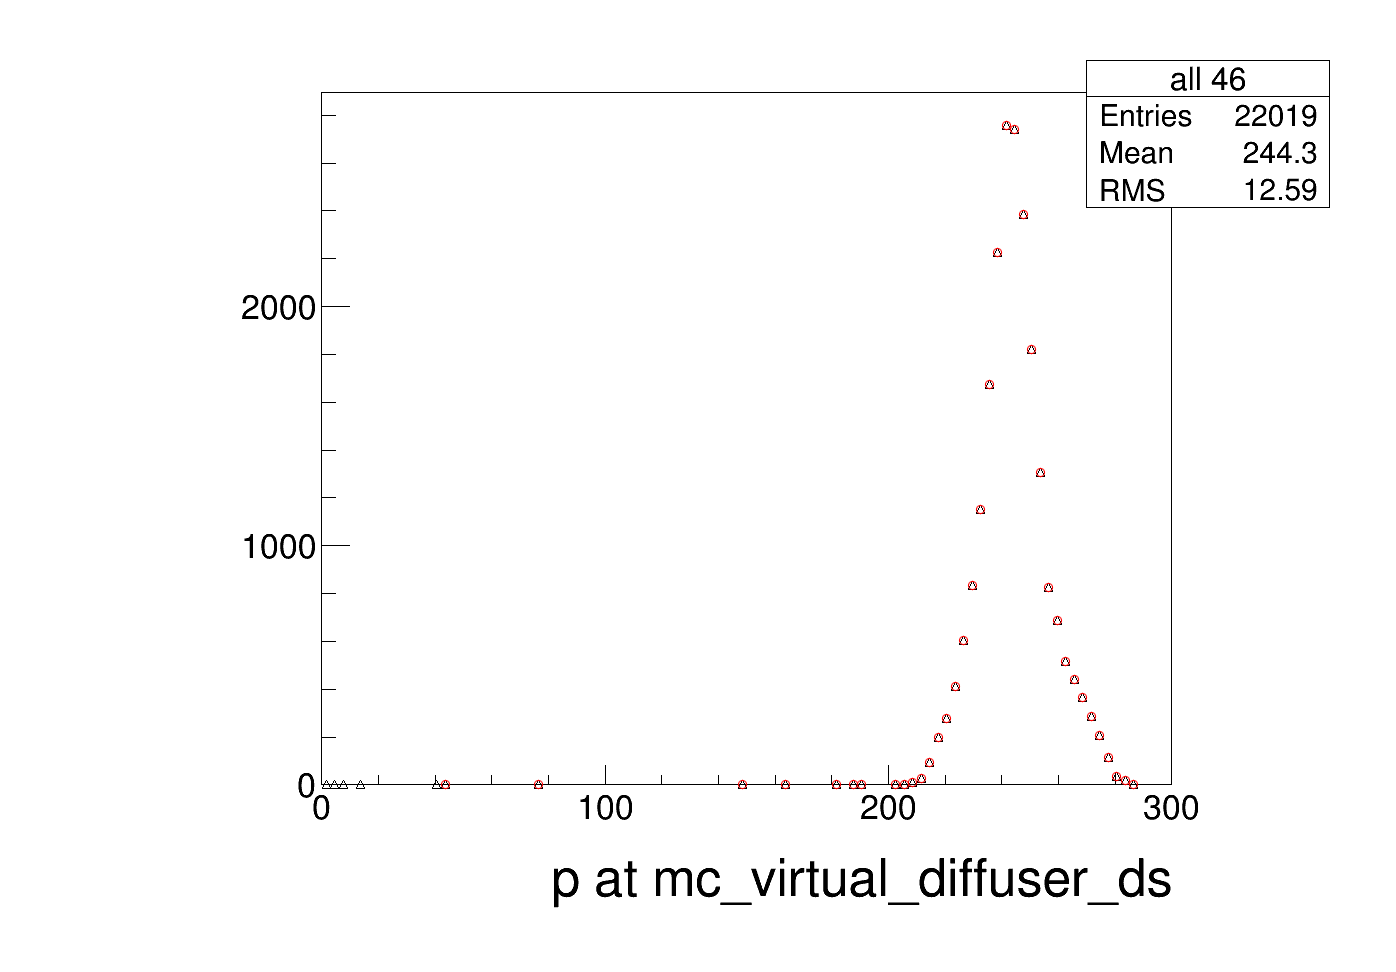 all 46
Entries 22019
Mean 244.3
RMS 12.59
2000
1000
0
0 100 200 300
p at mc_virtual_diffuser_ds